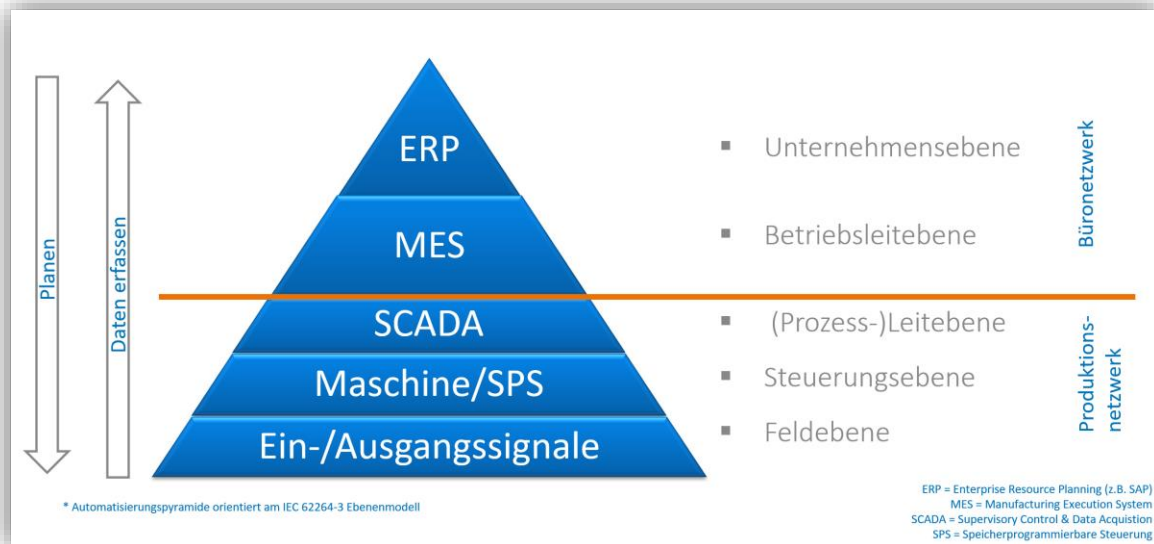 Planen
Daten erfassen
ERP
MES
SCADA
Maschine/SPS
Ein-/Ausgangssignale
▪ Unternehmensebene
▪ Betriebsleitebene
▪ (Prozess-)Leitebene
▪ Steuerungsebene
▪ Feldebene
Büronetzwerk
Produktions-
netzwerk
* Automatisierungspyramide orientiert am IEC 62264-3 Ebenenmodell
ERP = Enterprise Resource Planning (z.B. SAP)
MES = Manufacturing Execution System
SCADA = Supervisory Control & Data Acquistion
SPS = Speicherprogrammierbare Steuerung